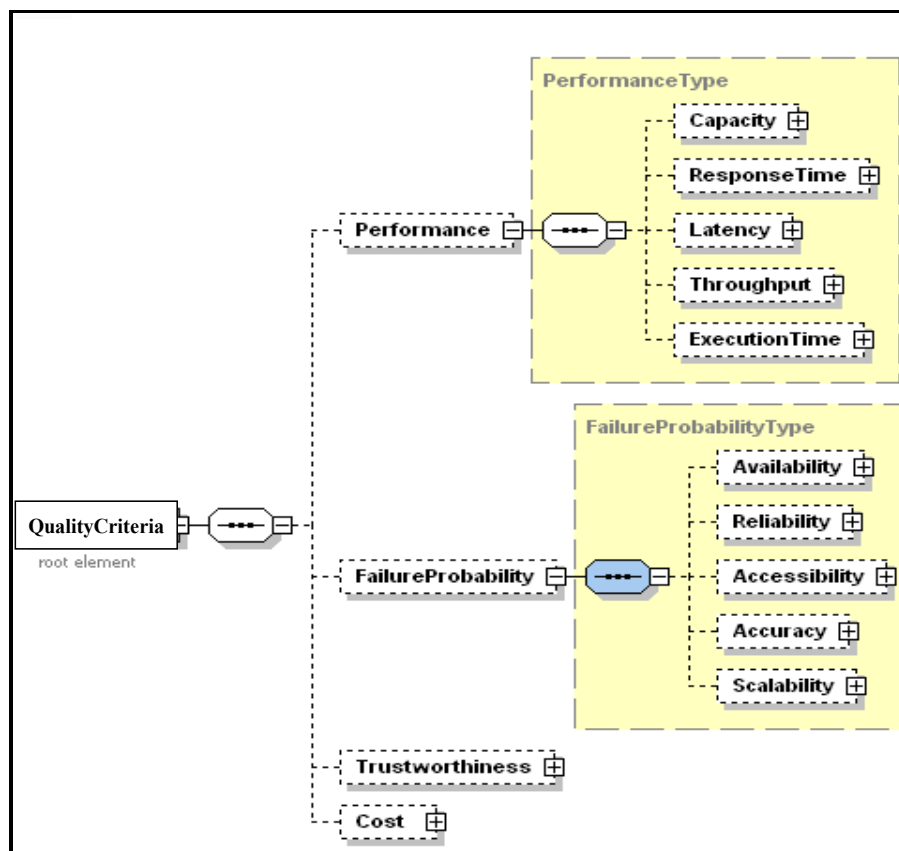 PerformanceType
Capacity
ResponseTime
Performance
Latency
Throughput
ExecutionTime
FailureProbabilityType
Availability
QualityCriteria
root element
Reliability
FailureProbability
Accessibility
Accuracy
Scalability
Trustworthiness
Cost